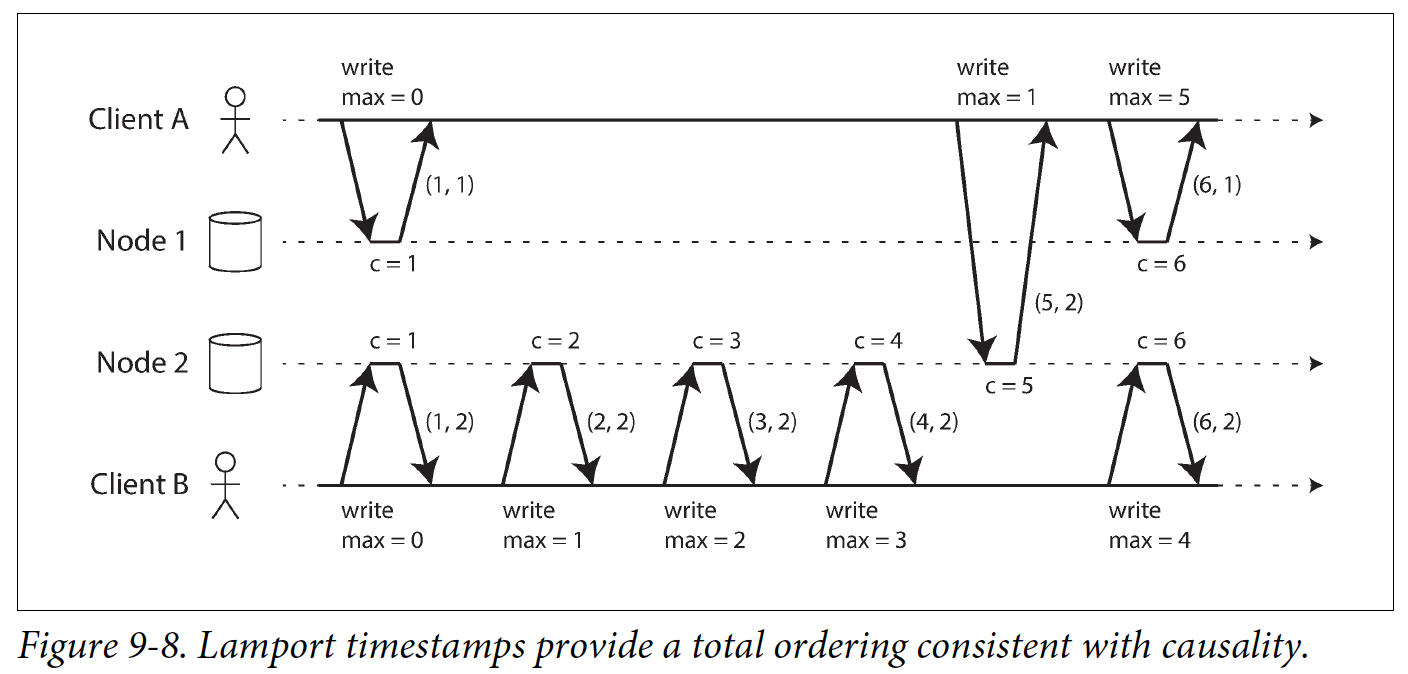 write
max = 0
write
max = 1
write
max = 5
Client A
(1, 1)
(6, 1)
Node 1
c = 1
c = 6
(5, 2)
Node 2
c = 1
c = 2
c = 3
c = 4
c = 5
c = 6
(1, 2)
(2, 2)
(3, 2)
(4, 2)
(6, 2)
Client B
write
max = 0
write
max = 1
write
max = 2
write
max = 3
write
max = 4
Figure 9-8. Lamport timestamps provide a total ordering consistent with causality.